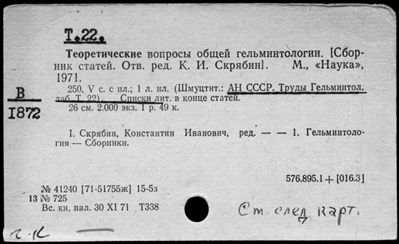 Т.22.
Теоретические вопросы общей гельминтологии. [Сбор-
ник статей. Отв. ред. К. И. Скрябин]. М., «Наука»,
1971.
250, V с. с ил.; 1 л. ил. (Шмуцтит.: АН СССР. Труды Гельминтол.
лаб. Т. 22). Списки лит. в конце статей.
26 см. 2.000 экз. 1 р. 49 к.
В
1872
I. Скрябин, Константин Иванович, ред. — — 1. Гельминтоло-
гия — Сборники.
576.895.1 + [016.3]
№ 41240 [71-51755ж] 15-5з
13 № 725
Вс. кн. пал. 30 XI 71 Т338
См. след. карт.